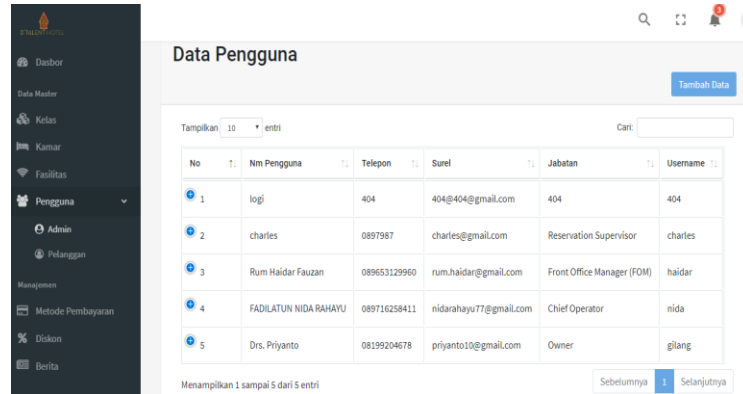 D'TALENT HOTEL
3
Dasbor
Data Master
Kelas
Kamar
Fasilitas
Pengguna
Admin
Pelanggan
Manajemen
Metode Pembayaran
Diskon
Berita
Data Pengguna
Tambah Data
Tampilkan 10 entri
Cari:
No Nm Pengguna Telepon Surel Jabatan Username
1 logi 404 404@404@gmail.com 404 404
2 charles 0897987 charles@gmail.com Reservation Supervisor charles
3 Rum Haidar Fauzan 089653129960 rum.haidar@gmail.com Front Office Manager (FOM) haidar
4 FADILATUN NIDA RAHAYU 089716258411 nidarahayu77@gmail.com Chief Operator nida
5 Drs. Priyanto 08199204678 priyanto10@gmail.com Owner gilang
Menampilkan 1 sampai 5 dari 5 entri
Sebelumnya 1 Selanjutnya